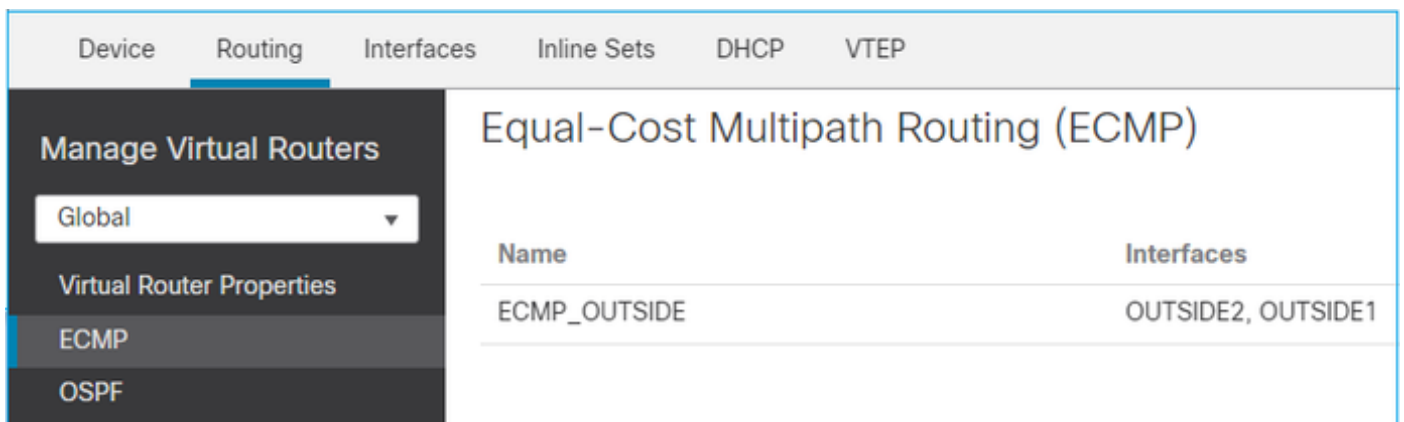 Device Routing Interfaces Inline Sets DHCP VTEP
Manage Virtual Routers
Global
Virtual Router Properties
ECMP
OSPF
Equal-Cost Multipath Routing (ECMP)
Name Interfaces
ECMP_OUTSIDE OUTSIDE2, OUTSIDE1